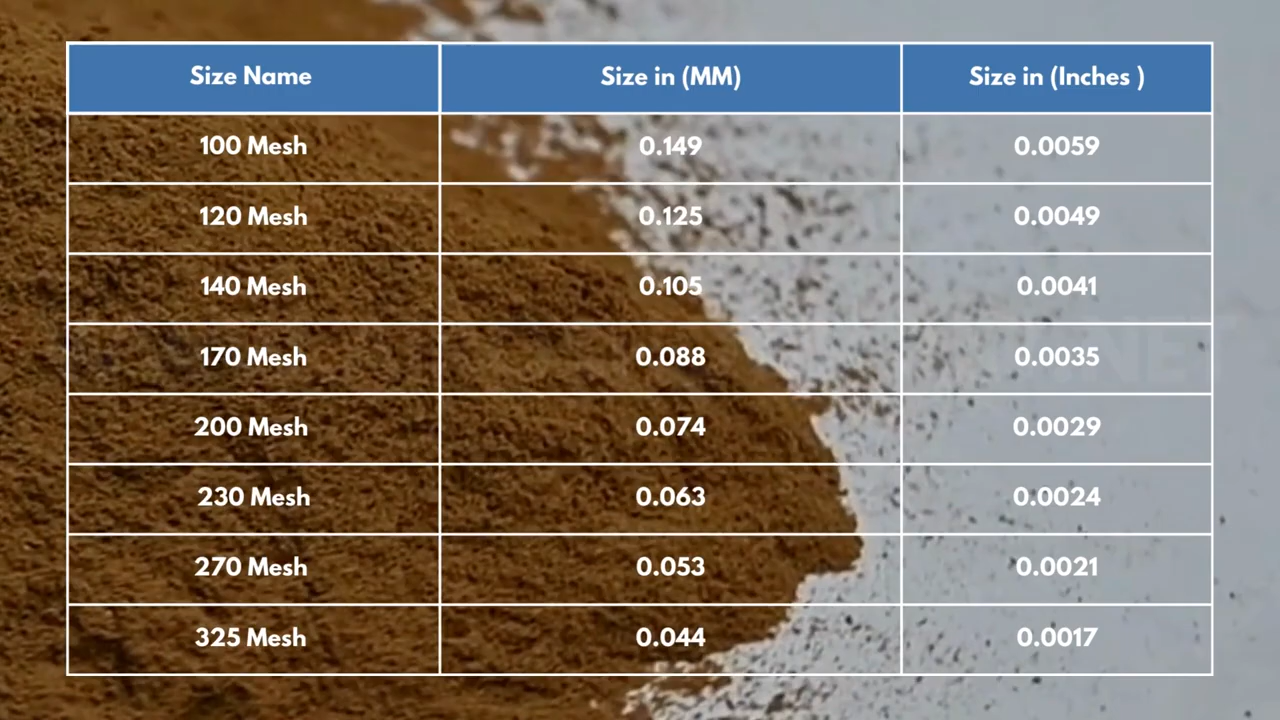 Size Name Size in (MM) Size in (Inches )
100 Mesh 0.149 0.0059
120 Mesh 0.125 0.0049
140 Mesh 0.105 0.0041
170 Mesh 0.088 0.0035
200 Mesh 0.074 0.0029
230 Mesh 0.063 0.0024
270 Mesh 0.053 0.0021
325 Mesh 0.044 0.0017